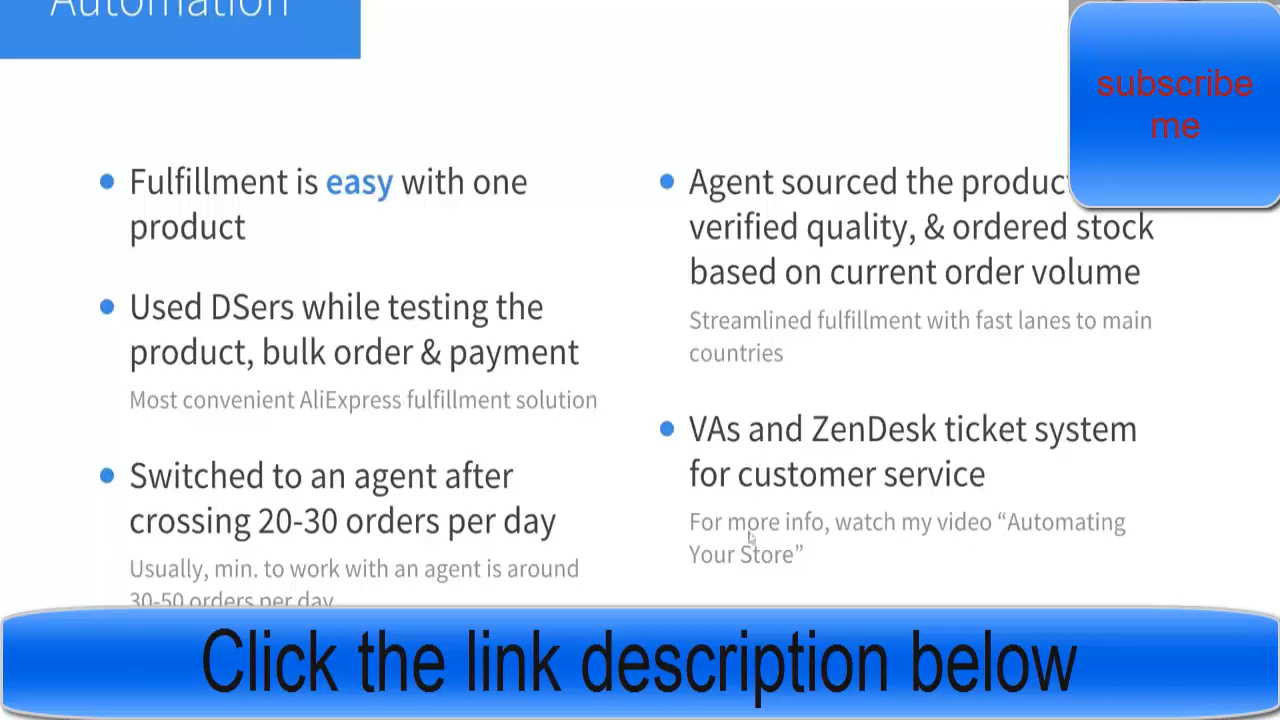 Automation
subscribe
me
Fulfillment is easy with one
product
Used DSers while testing the
product, bulk order & payment
Most convenient AliExpress fulfillment solution
Switched to an agent after
crossing 20-30 orders per day
Usually, min. to work with an agent is around
30-50 orders per day
Agent sourced the
verified quality, & ordered stock
based on current order volume
Streamlined fulfillment with fast lanes to main
countries
VAs and ZenDesk ticket system
for customer service
For more info, watch my video “Automating
Your Store”
Click the link description below